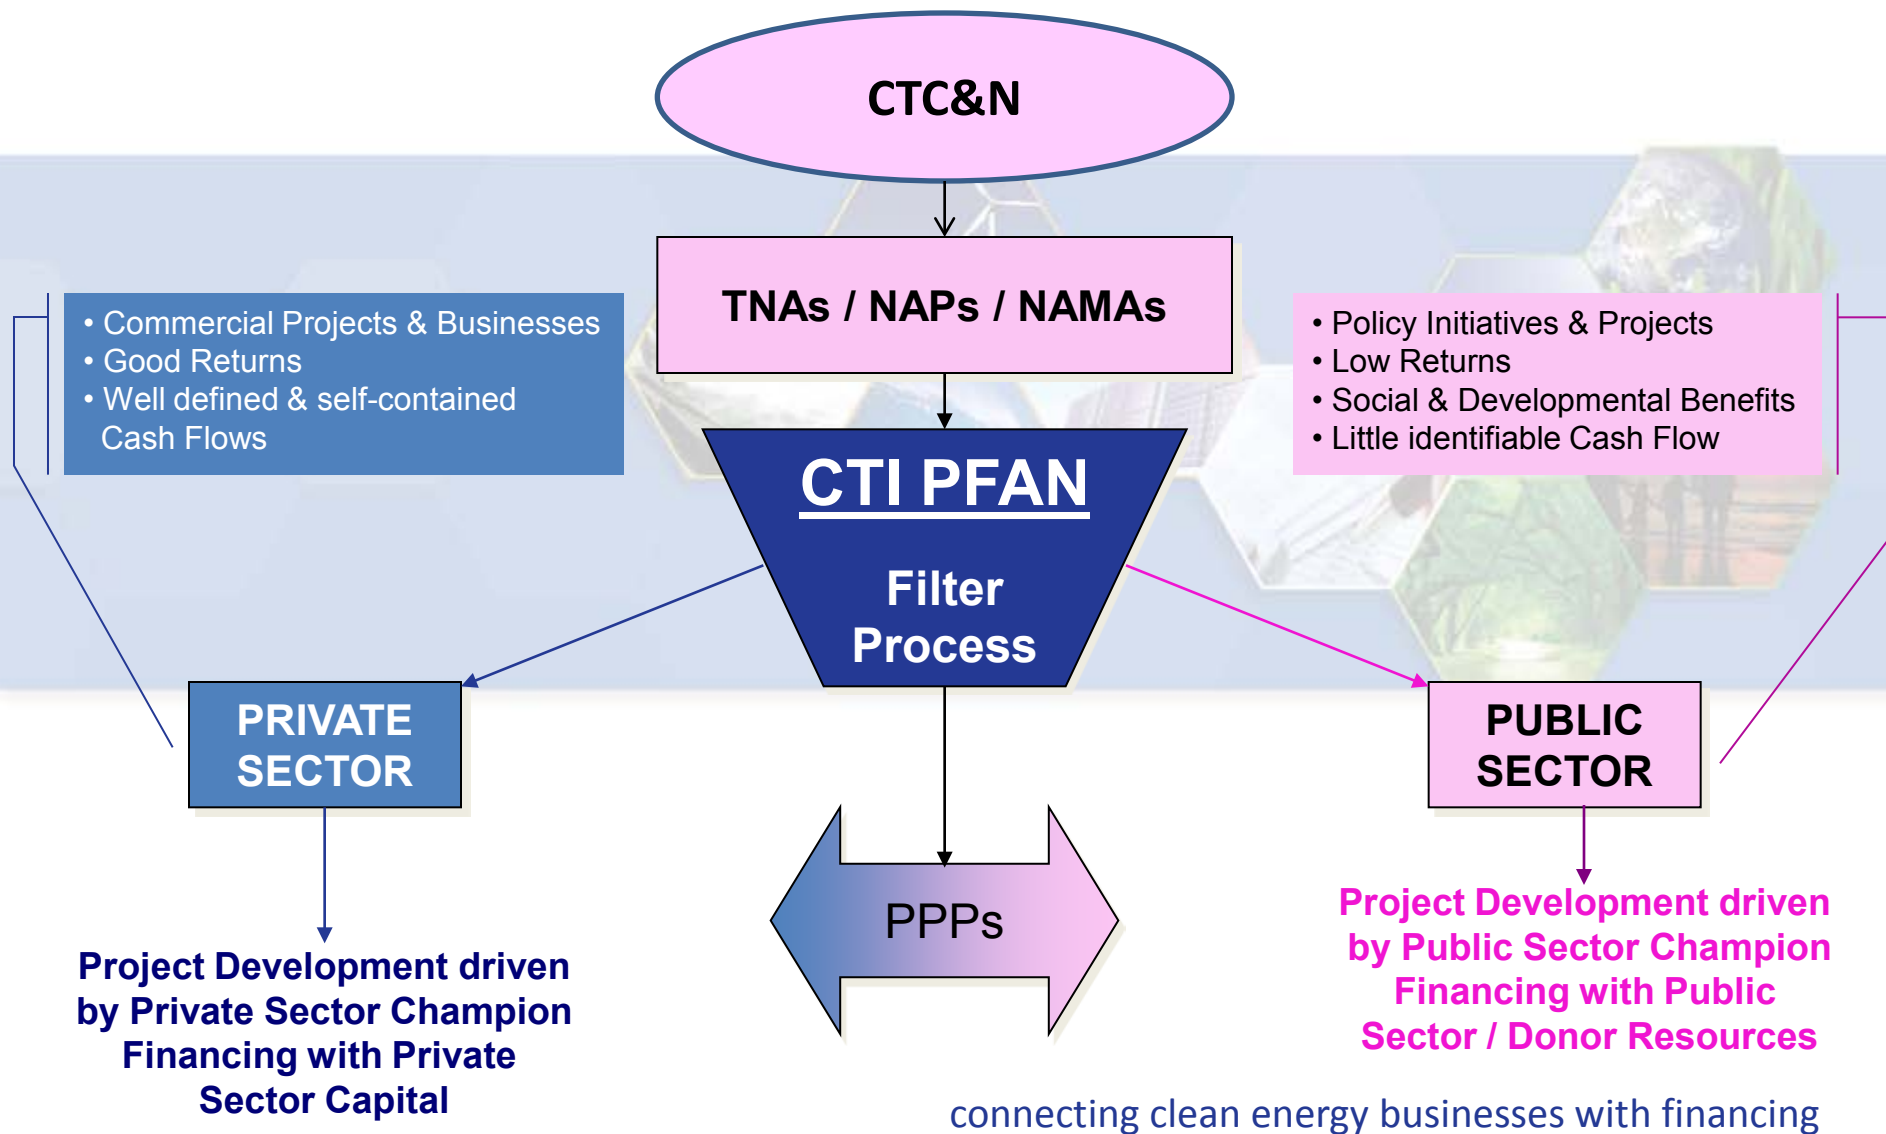 CTC&N
TNAs / NAPs / NAMAs
• Commercial Projects & Businesses
• Good Returns
• Well defined & self-contained
Cash Flows
• Policy Initiatives & Projects
• Low Returns
• Social & Developmental Benefits
• Little identifiable Cash Flow
CTI PFAN
Filter
Process
PRIVATE
SECTOR
PUBLIC
SECTOR
PPPs
Project Development driven
by Private Sector Champion
Financing with Private
Sector Capital
Project Development driven
by Public Sector Champion
Financing with Public
Sector / Donor Resources
connecting clean energy businesses with financing